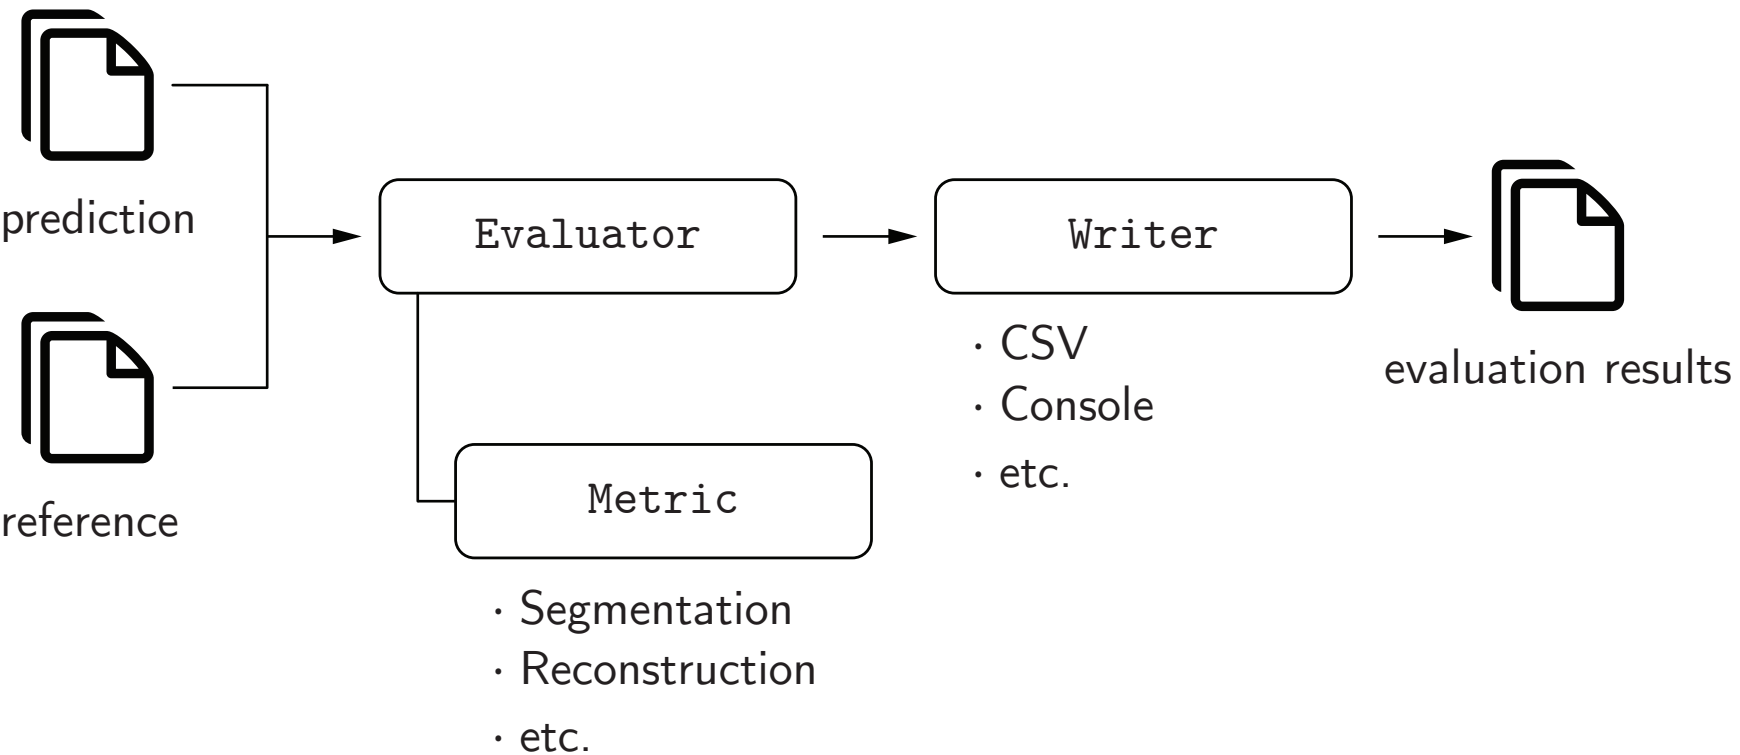 prediction
reference
Evaluator
Metric
· Segmentation
· Reconstruction
· etc.
Writer
· CSV
· Console
· etc.
evaluation results